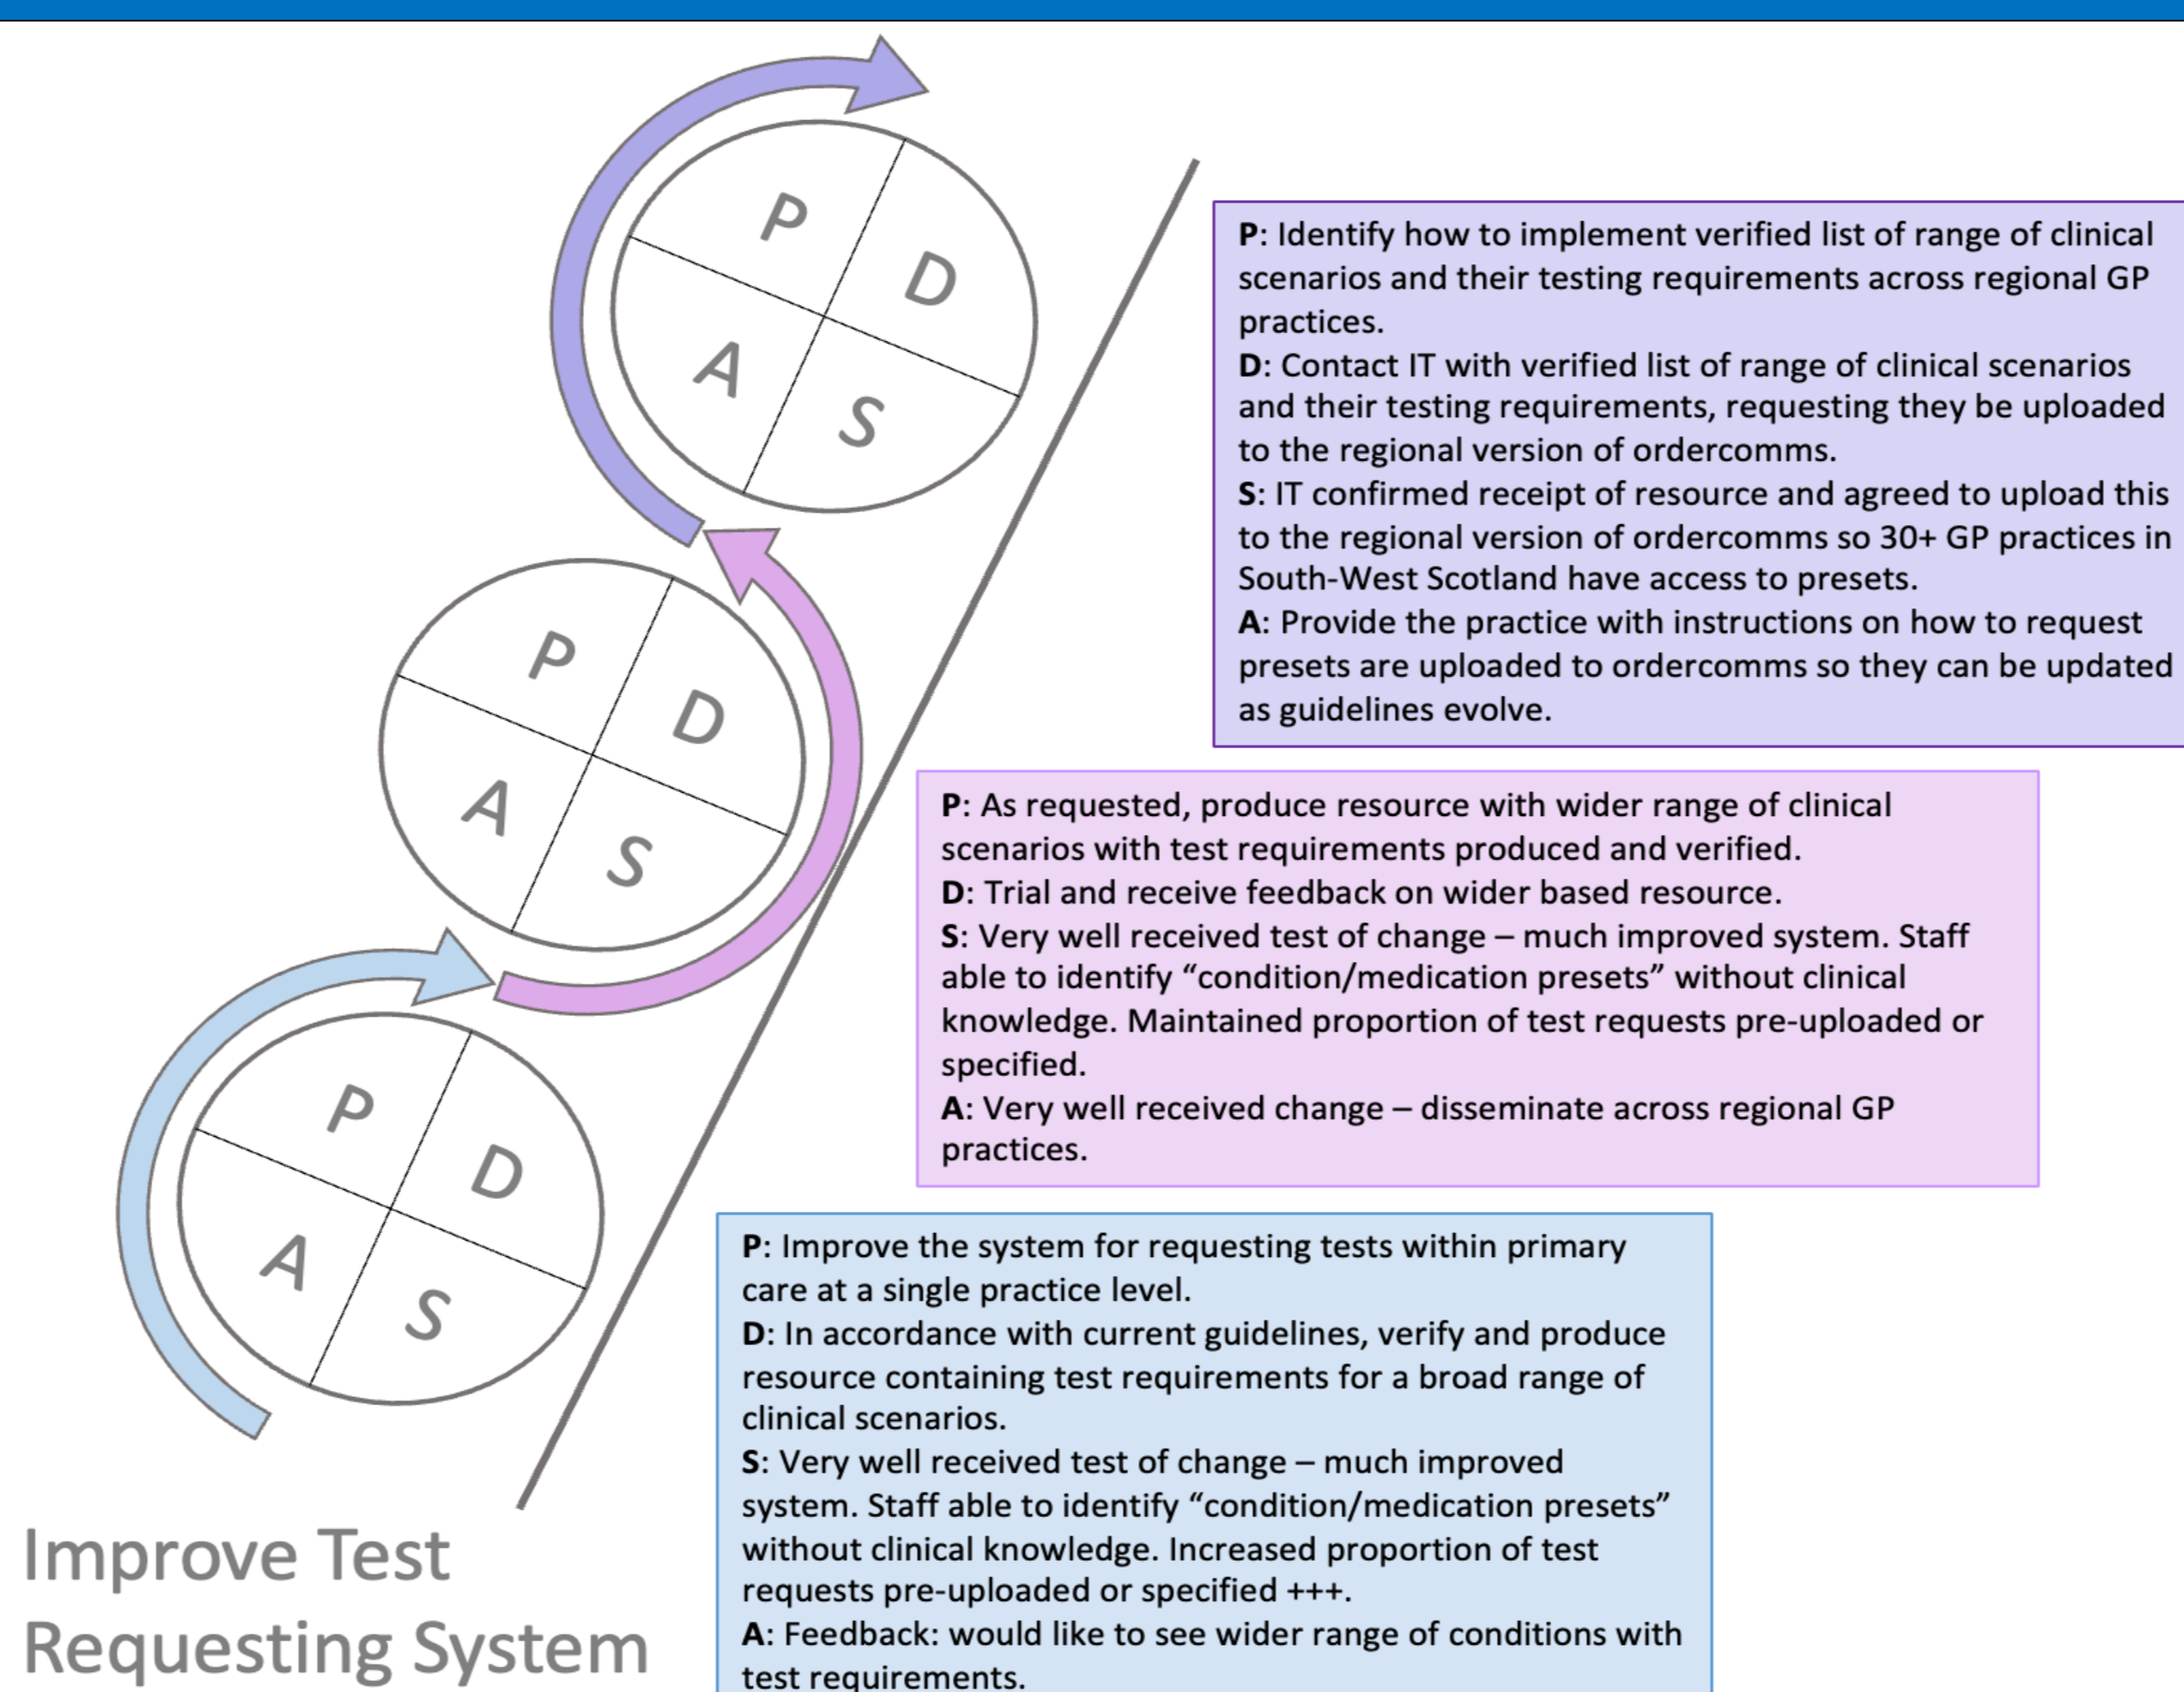 P
D
A
S
P: Identify how to implement verified list of range of clinical
scenarios and their testing requirements across regional GP
practices.
D: Contact IT with verified list of range of clinical scenarios
and their testing requirements, requesting they be uploaded
to the regional version of ordercomms.
S: IT confirmed receipt of resource and agreed to upload this
to the regional version of ordercomms so 30+ GP practices in
South-West Scotland have access to presets.
A: Provide the practice with instructions on how to request
presets are uploaded to ordercomms so they can be updated
as guidelines evolve.
P
D
A
S
P: As requested, produce resource with wider range of clinical
scenarios with test requirements produced and verified.
D: Trial and receive feedback on wider based resource.
S: Very well received test of change – much improved system. Staff
able to identify “condition/medication presets” without clinical
knowledge. Maintained proportion of test requests pre-uploaded or
specified.
A: Very well received change – disseminate across regional GP
practices.
P
D
A
S
P: Improve the system for requesting tests within primary
care at a single practice level.
D: In accordance with current guidelines, verify and produce
resource containing test requirements for a broad range of
clinical scenarios.
S: Very well received test of change – much improved
system. Staff able to identify “condition/medication presets”
without clinical knowledge. Increased proportion of test
requests pre-uploaded or specified +++.
A: Feedback: would like to see wider range of conditions with
test requirements.
Improve Test
Requesting System